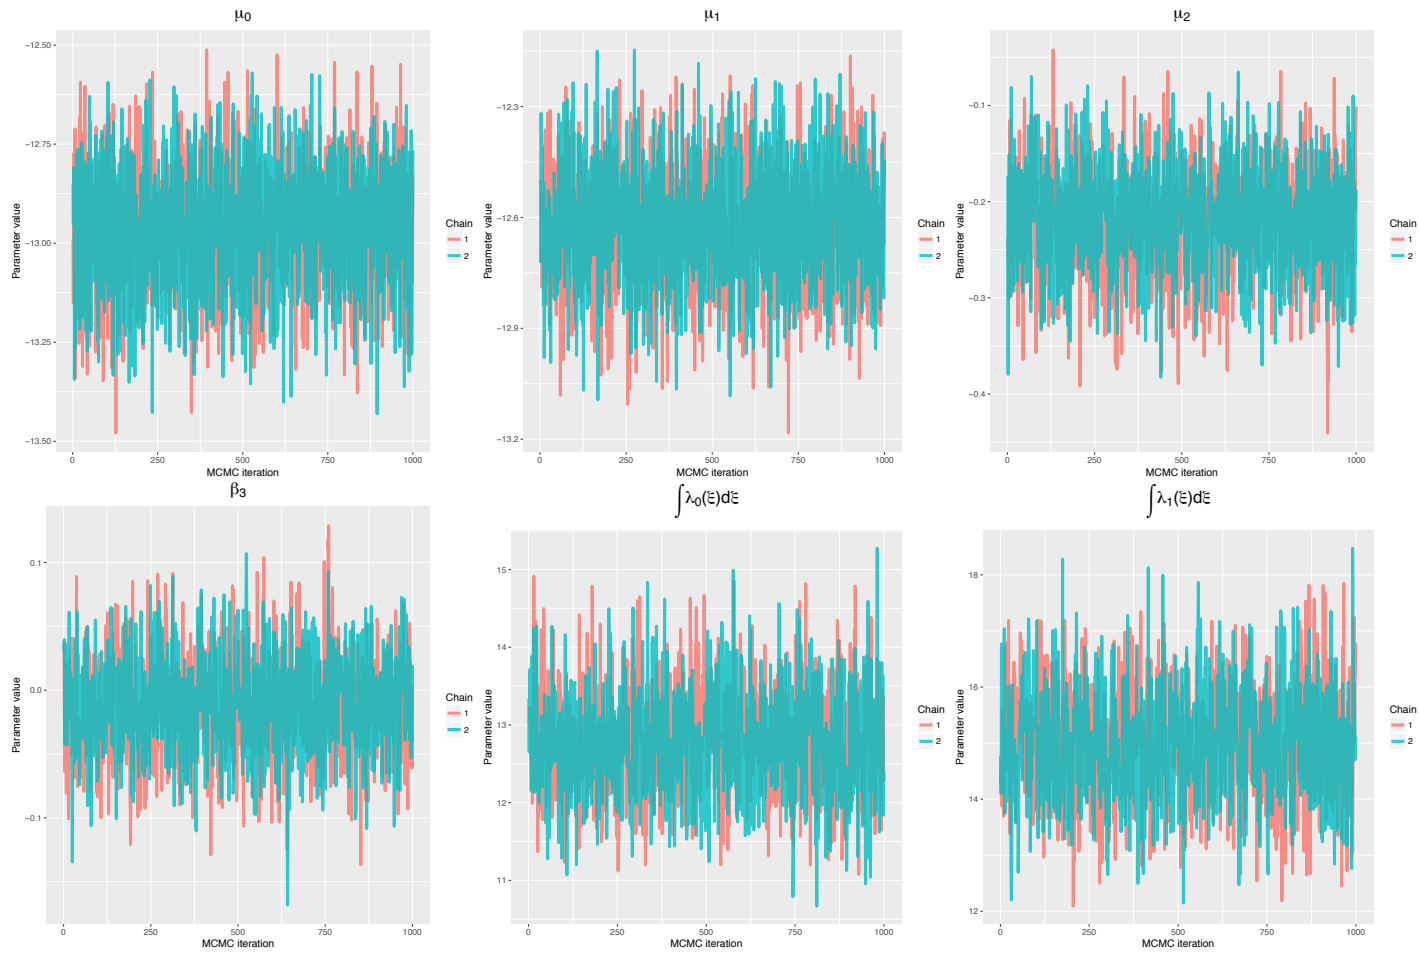 μ0
−12.50
−12.75
−13.00
−13.25
−13.50
Parameter value
0 250 500 750 1000
MCMC iteration
Chain
1
2
μ1
−12.3
−12.6
−12.9
−13.2
Parameter value
0 250 500 750 1000
MCMC iteration
Chain
1
2
μ2
−0.1
−0.2
−0.3
−0.4
Parameter value
0 250 500 750 1000
MCMC iteration
Chain
1
2
β3
0.1
0.0
−0.1
Parameter value
0 250 500 750 1000
MCMC iteration
Chain
1
2
∫λ0(ξ)dξ
15
14
13
12
11
Parameter value
0 250 500 750 1000
MCMC iteration
Chain
1
2
∫λ1(ξ)dξ
18
16
14
12
Parameter value
0 250 500 750 1000
MCMC iteration
Chain
1
2